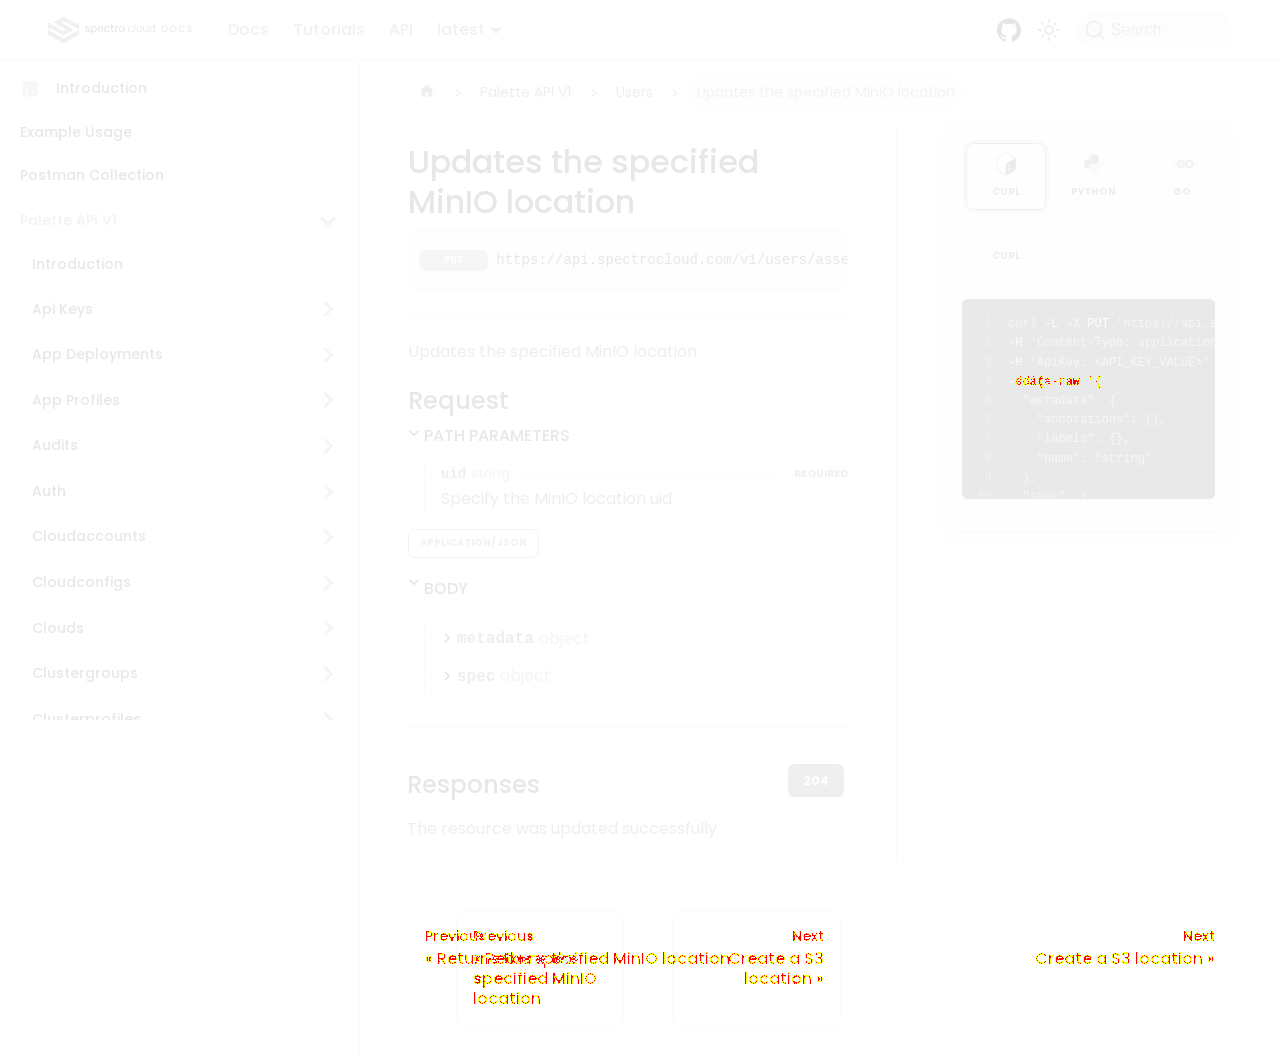 spectro cloud DOCS
Docs
Tutorials
API
latest
Search
Introduction
Example Usage
Postman Collection
Palette API V1
Introduction
Api Keys
App Deployments
App Profiles
Audits
Auth
Cloudaccounts
Cloudconfigs
Clouds
Clustergroups
Clusterprofiles
Palette API V1
Users
Updates the specified MinIO location
Updates the specified
MinIO location
PUT https://api.spectrocloud.com/v1/users/asse
Updates the specified MinIO location
Request
PATH PARAMETERS
uid string REQUIRED
Specify the MinIO location uid
APPLICATION/JSON
BODY
metadata object
spec object
Responses
204
The resource was updated successfully
CURL
PYTHON
GO
CURL
1 curl -L -X PUT 'https://api.s
2 -H 'Content-Type: application
3 -H 'ApiKey: <API_KEY_VALUE>'
4 data-raw '{
5 "metadata": {
6 "annotations": {},
7 "labels": {},
8 "name": "string"
9 },
10 "spec": {
Previous
Previous
specified MinIO location
specified MinIO
location
Next
Create a S3
location »
Next
Create a S3 location »